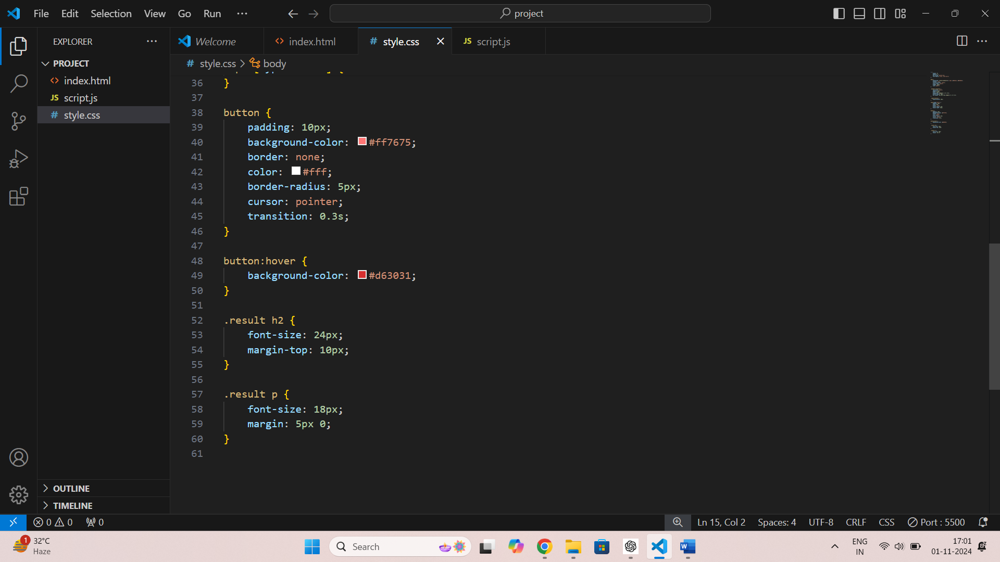 File Edit Selection View Go Run ···
project
EXPLORER ···
PROJECT
index.html
script.js
style.css
OUTLINE
TIMELINE
Welcome
index.html
style.css
script.js
style.css > body
36 }
37
38 button {
39 padding: 10px;
40 background-color: #ff7675;
41 border: none;
42 color: #fff;
43 border-radius: 5px;
44 cursor: pointer;
45 transition: 0.3s;
46 }
47
48 button:hover {
49 background-color: #d63031;
50 }
51
52 .result h2 {
53 font-size: 24px;
54 margin-top: 10px;
55 }
56
57 .result p {
58 font-size: 18px;
59 margin: 5px 0;
60 }
61
0 0 0
Ln 15, Col 2 Spaces: 4 UTF-8 CRLF CSS Port : 5500
1
32°C
Haze
Search
ENG
IN
17:01
01-11-2024